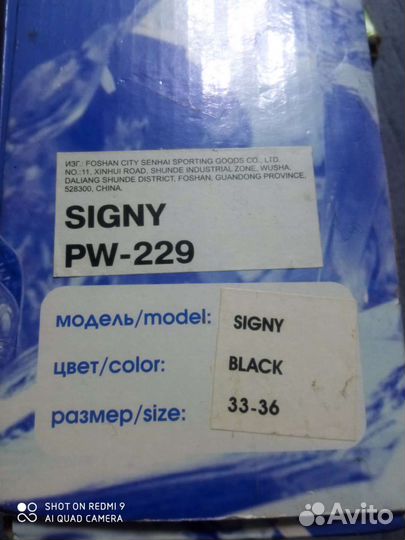 ИЗГ.: FOSHAN CITY SENHAI SPORTING GOODS CO., LTD.
NO.:11, XINHUI ROAD, SHUNDE INDUSTRIAL ZONE, WUSHA,
DALIANG SHUNDE DISTRICT, FOSHAN, GUANDONG PROVINCE,
528300, CHINA.
SIGNY
PW-229
модель/model: SIGNY
цвет/color: BLACK
размер/size: 33-36
SHOT ON REDMI 9
AI QUAD CAMERA
Avito